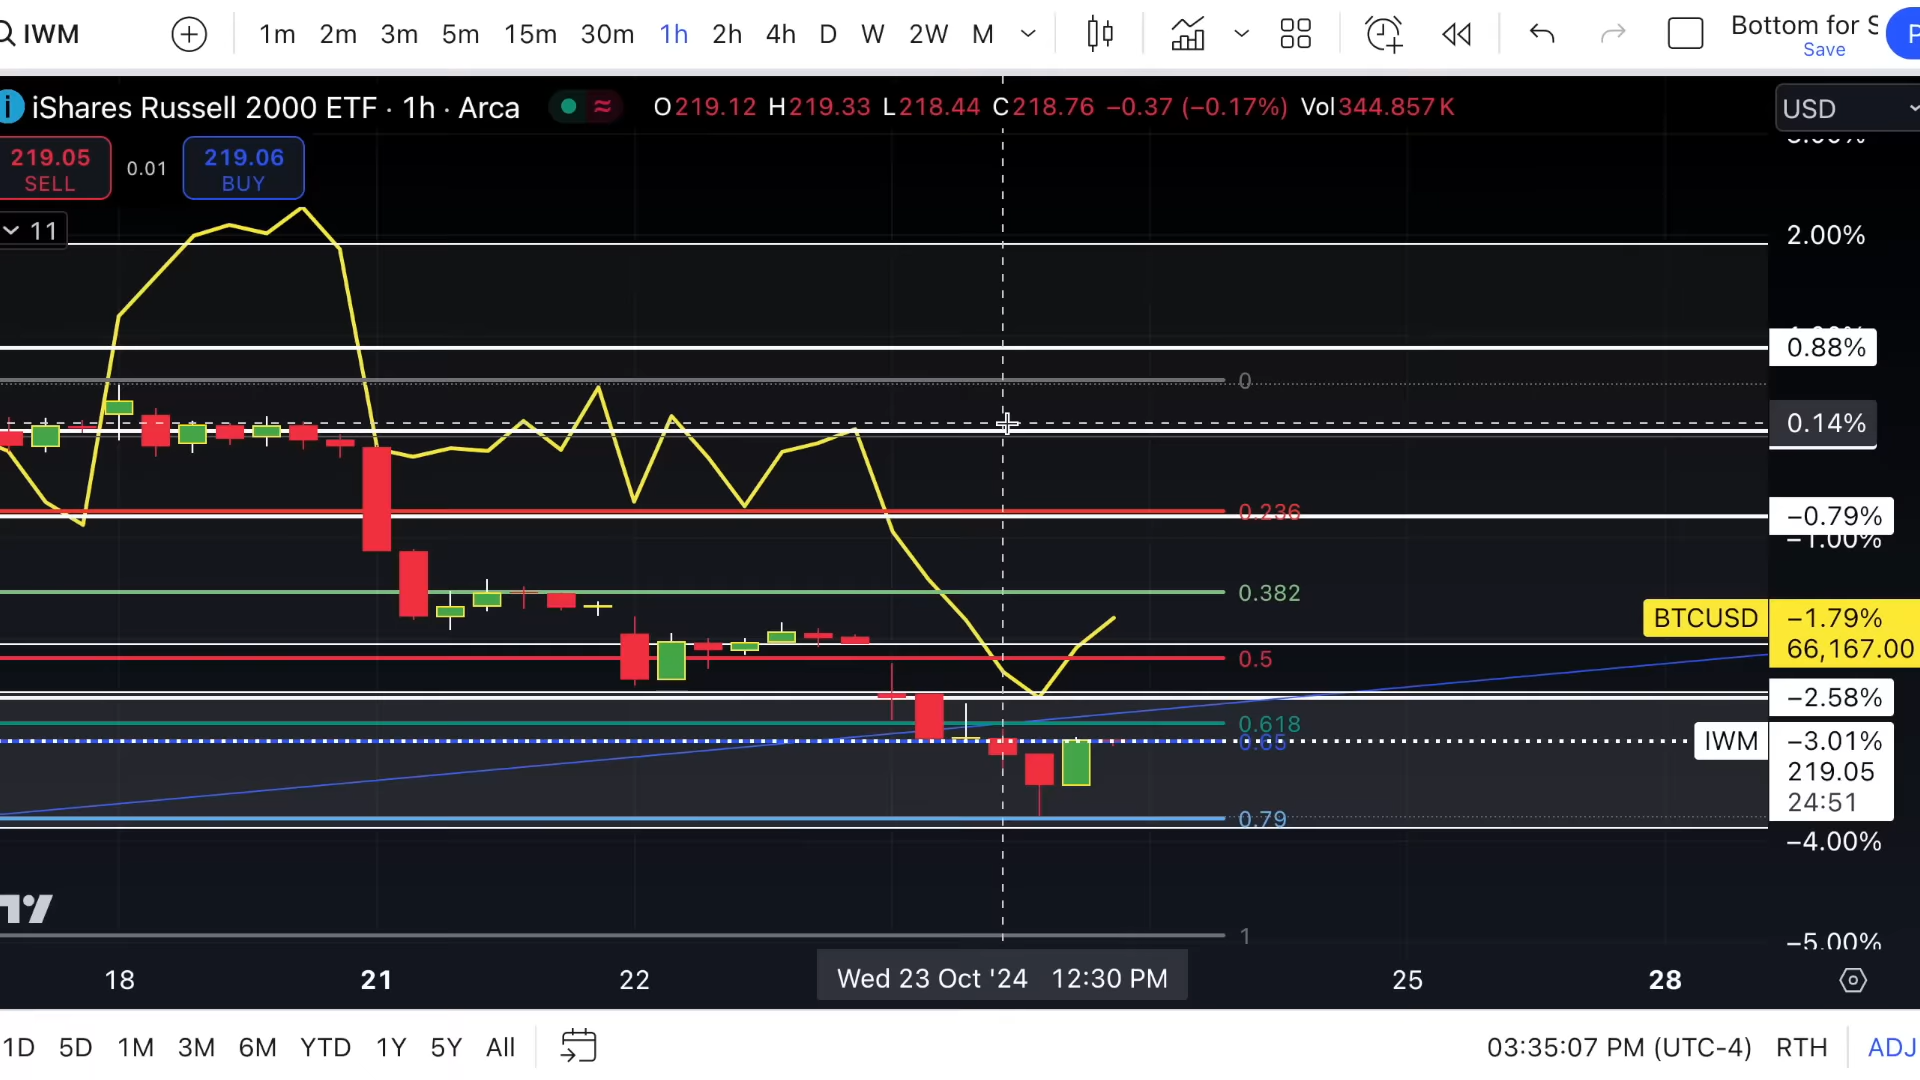 IWM
1m 2m 3m 5m 15m 30m 1h 2h 4h D W 2W M
Bottom for S
Save
P
iShares Russell 2000 ETF · 1h · Arca
O219.12 H219.33 L218.44 C218.76 −0.37 (−0.17%) Vol344.857K
USD
219.05
SELL
0.01
219.06
BUY
11
2.00%
0.88%
0
0.14%
0.236
−0.79%
−1.00%
0.382
BTCUSD
−1.79%
66,167.00
0.5
−2.58%
0.618
0.65
IWM
−3.01%
219.05
24:51
0.79
−4.00%
1
−5.00%
18
21
22
Wed 23 Oct '24 12:30 PM
25
28
1D 5D 1M 3M 6M YTD 1Y 5Y All
03:35:07 PM (UTC-4) RTH ADJ